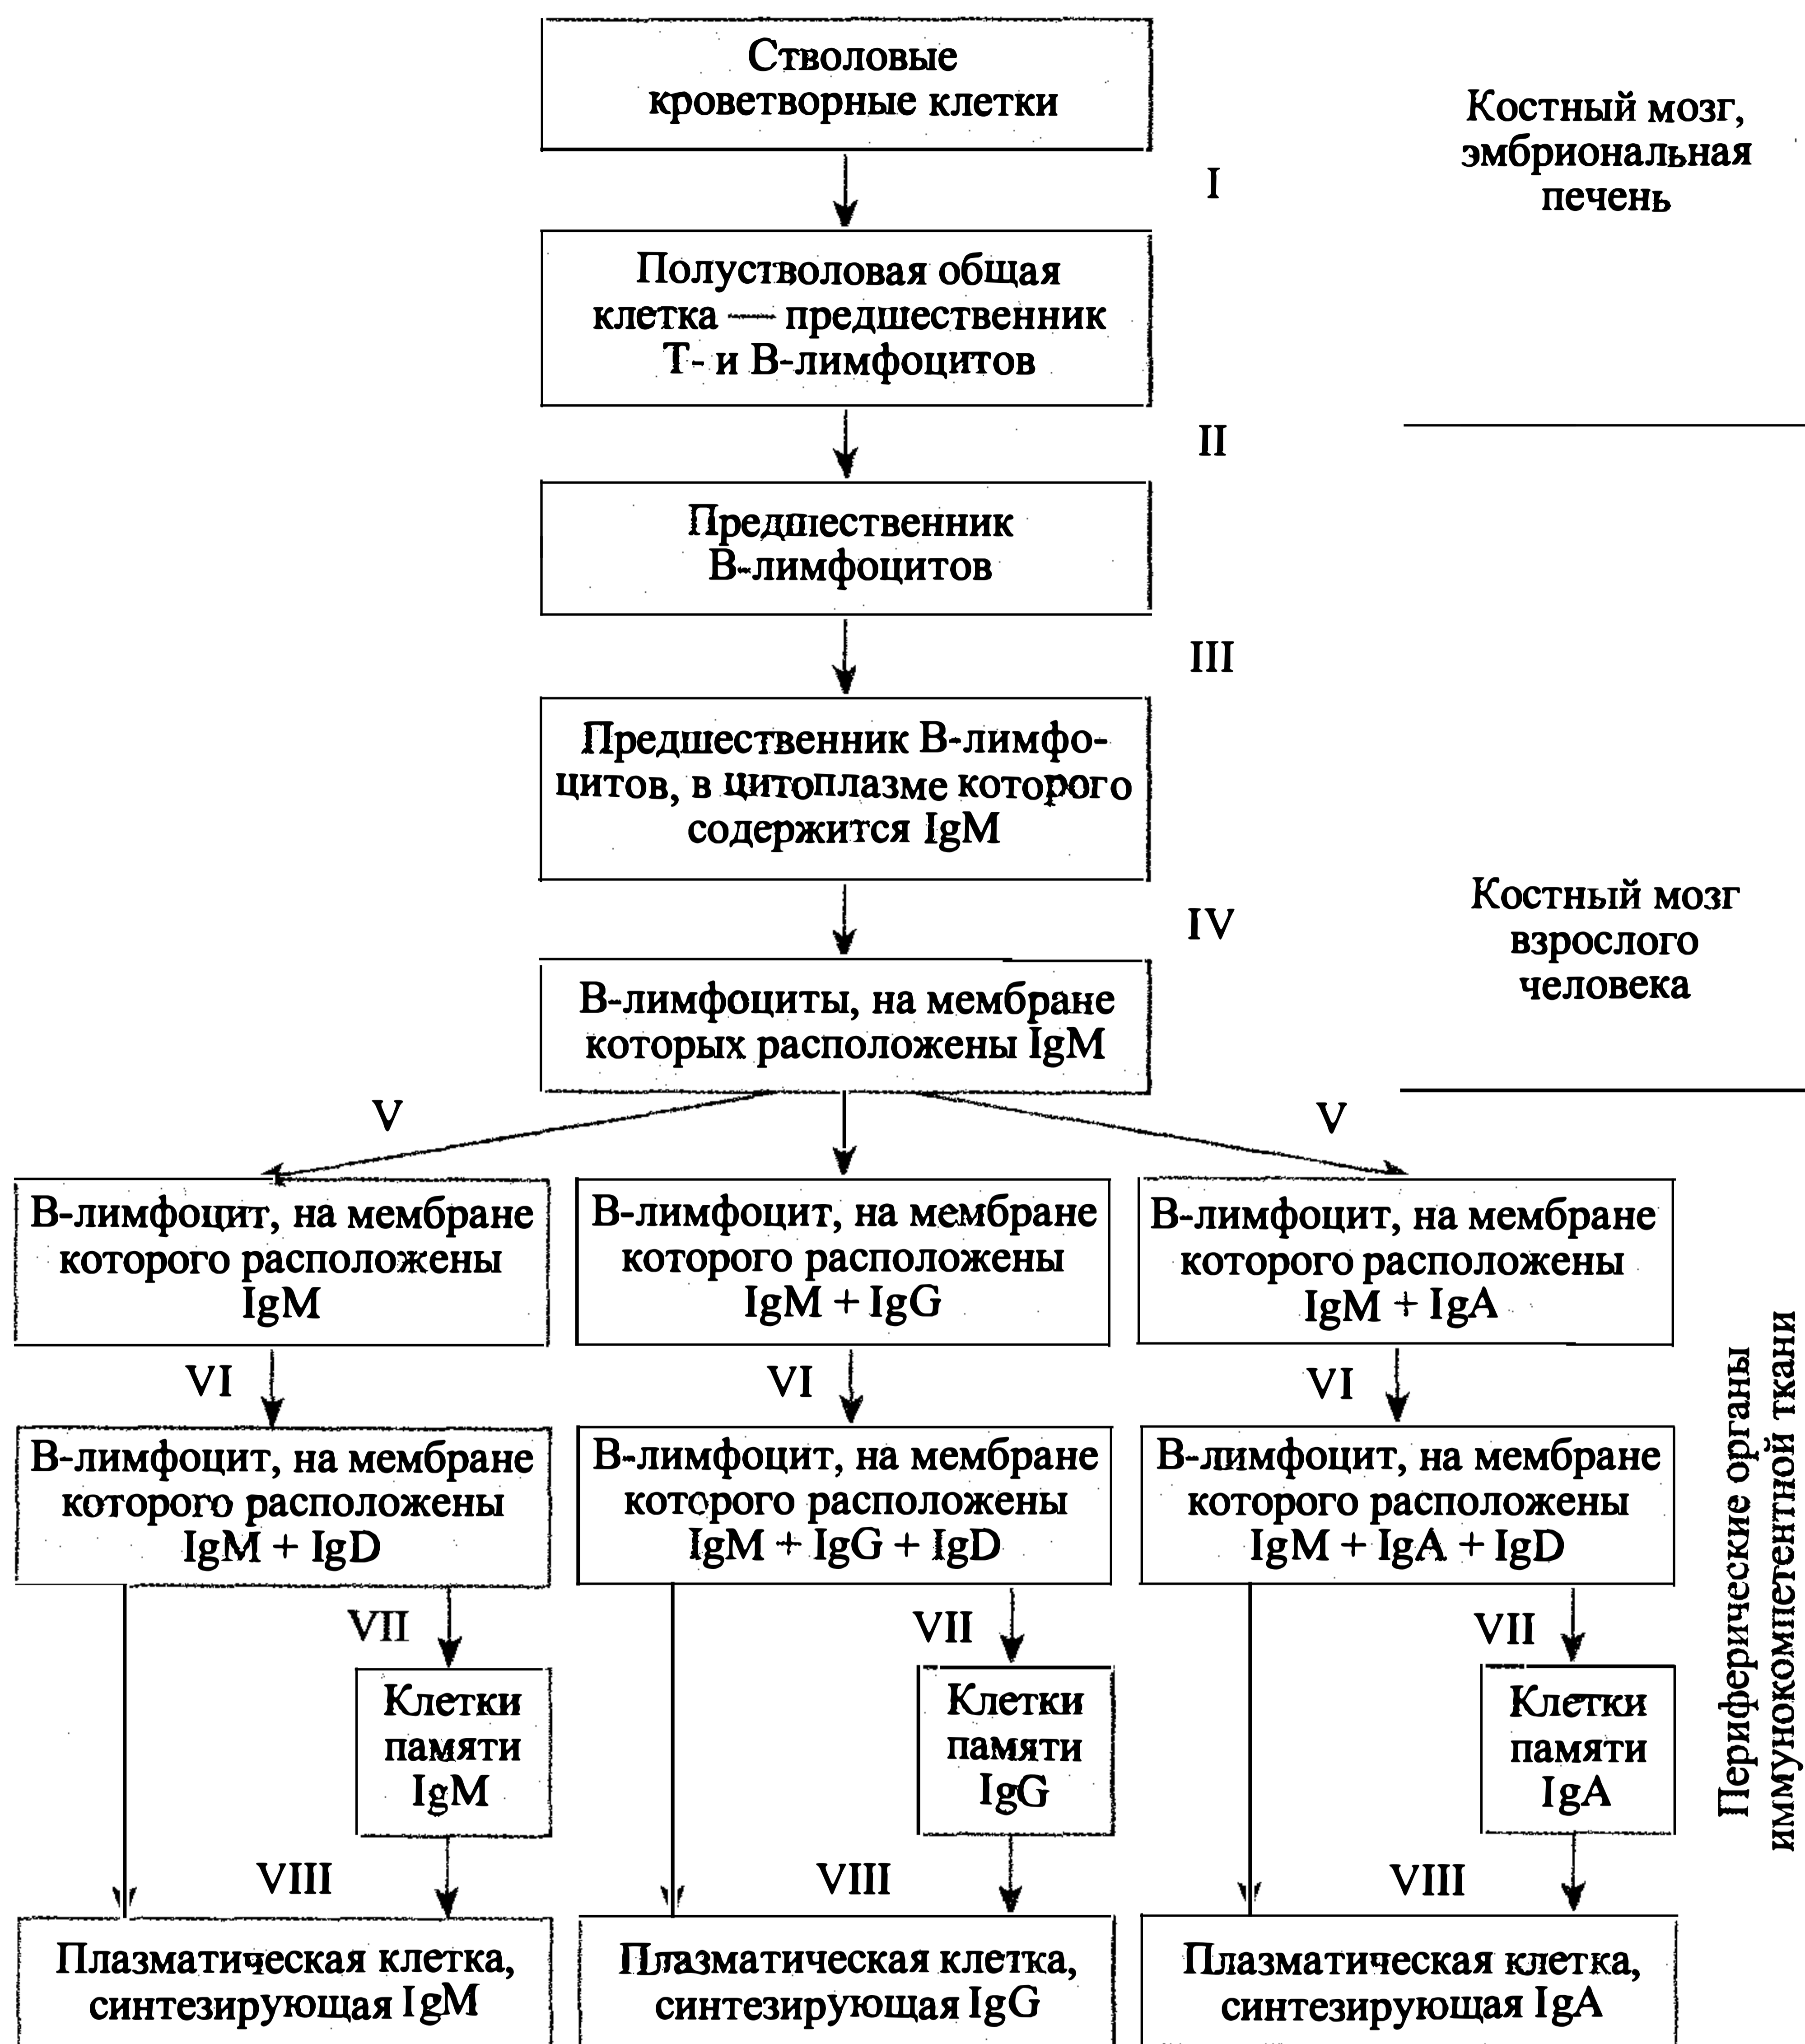 Стволовые
кроветворные клетки
Костный мозг,
эмбриональная
печень
I
Полустволовая общая
клетка — предшественник
Т- и В-лимфоцитов
II
Предшественник
В-лимфоцитов
III
Предшественник В-лимфо-
цитов, в цитоплазме которого
содержится IgM
IV
Костный мозг
взрослого
человека
В-лимфоциты, на мембране
которых расположены IgM
V
V
В-лимфоцит, на мембране
которого расположены
IgM
В-лимфоцит, на мембране
которого расположены
IgM + IgG
В-лимфоцит, на мембране
которого расположены
IgM + IgA
VI
VI
VI
В-лимфоцит, на мембране
которого расположены
IgM + IgD
В-лимфоцит, на мембране
которого расположены
IgM + IgG + IgD
В-лимфоцит, на мембране
которого расположены
IgM + IgA + IgD
Периферические органы
иммунокомпетентной ткани
VII
VII
VII
Клетки
памяти
IgM
Клетки
памяти
IgG
Клетки
памяти
IgA
VIII
VIII
VIII
Плазматическая клетка,
синтезирующая IgM
Плазматическая клетка,
синтезирующая IgG
Плазматическая клетка,
синтезирующая IgA